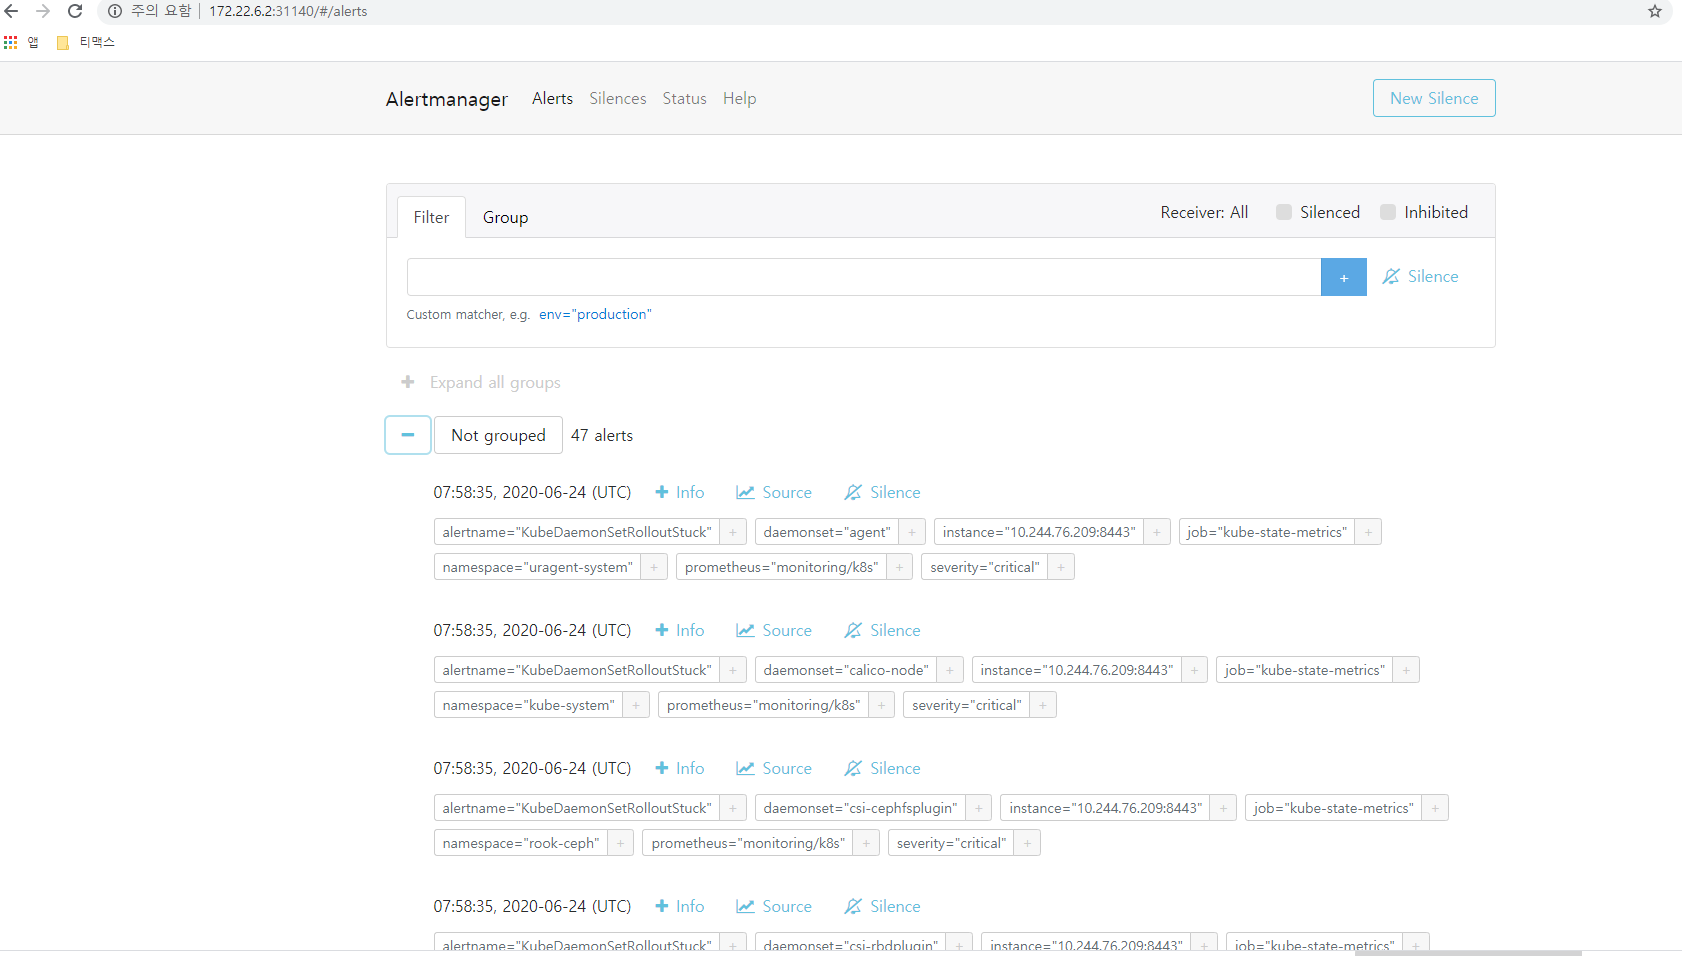 주의 요함 | 172.22.6.2:31140/#/alerts
앱 티맥스
Alertmanager Alerts Silences Status Help New Silence
Filter Group Receiver: All Silenced Inhibited
+ Silence
Custom matcher, e.g. env="production"
+ Expand all groups
− Not grouped 47 alerts
07:58:35, 2020-06-24 (UTC) + Info Source Silence
alertname="KubeDaemonSetRolloutStuck" + daemonset="agent" + instance="10.244.76.209:8443" + job="kube-state-metrics" +
namespace="uragent-system" + prometheus="monitoring/k8s" + severity="critical" +
07:58:35, 2020-06-24 (UTC) + Info Source Silence
alertname="KubeDaemonSetRolloutStuck" + daemonset="calico-node" + instance="10.244.76.209:8443" + job="kube-state-metrics" +
namespace="kube-system" + prometheus="monitoring/k8s" + severity="critical" +
07:58:35, 2020-06-24 (UTC) + Info Source Silence
alertname="KubeDaemonSetRolloutStuck" + daemonset="csi-cephfsplugin" + instance="10.244.76.209:8443" + job="kube-state-metrics" +
namespace="rook-ceph" + prometheus="monitoring/k8s" + severity="critical" +
07:58:35, 2020-06-24 (UTC) + Info Source Silence
alertname="KubeDaemonSetRolloutStuck" + daemonset="csi-rbdplugin" + instance="10.244.76.209:8443" + job="kube-state-metrics" +